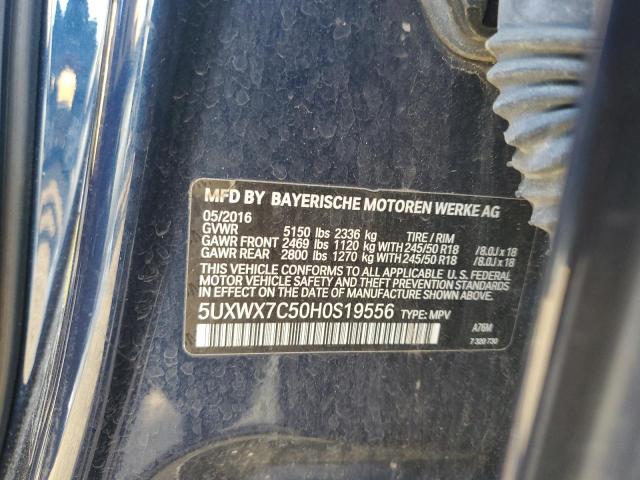 MFD BY BAYERISCHE MOTOREN WERKE AG
05/2016
GVWR 5150 lbs 2336 kg TIRE / RIM
GAWR FRONT 2469 lbs 1120 kg WITH 245/50 R18 / 8.0J x 18
GAWR REAR 2800 lbs 1270 kg WITH 245/50 R18 / 8.0J x 18
THIS VEHICLE CONFORMS TO ALL APPLICABLE U. S. FEDERAL
MOTOR VEHICLE SAFETY AND THEFT PREVENTION STANDARDS
IN EFFECT ON THE DATE OF MANUFACTURE SHOWN ABOVE.
5UXWX7C50H0S19556 TYPE: MPV
A76M
7 320 730